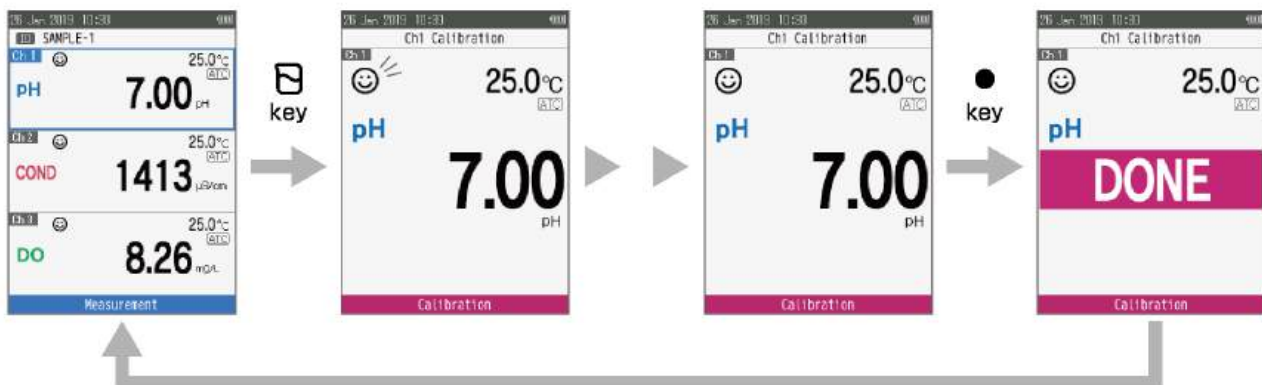 26 Jan 2019 10:30
ID SAMPLE-1
Ch 1
25.0°C
ATC
pH
7.00 pH
Ch 2
25.0°C
ATC
COND
1413 µS/cm
Ch 3
25.0°C
ATC
DO
8.26 mg/L
Measurement
key
26 Jan 2019 10:30
Ch1 Calibration
Ch 1
25.0°C
ATC
pH
7.00
pH
Calibration
26 Jan 2019 10:30
Ch1 Calibration
Ch 1
25.0°C
ATC
pH
7.00
pH
Calibration
key
26 Jan 2019 10:30
Ch1 Calibration
Ch 1
25.0°C
ATC
pH
DONE
Calibration